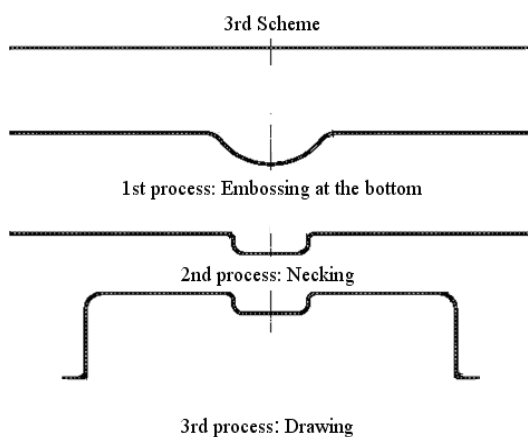 3rd Scheme
1st process: Embossing at the bottom
2nd process: Necking
3rd process: Drawing